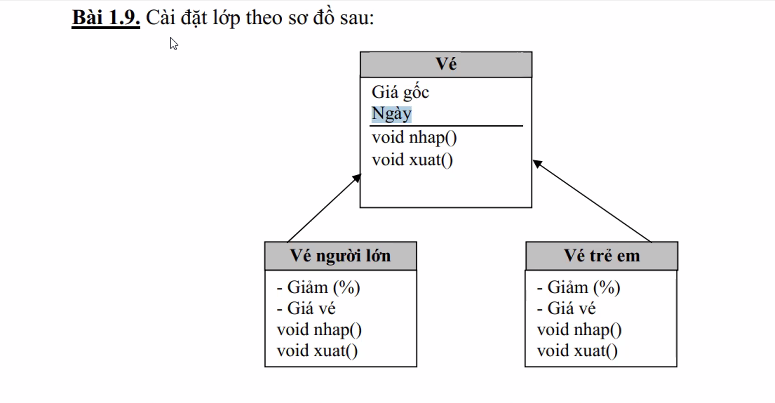 Bài 1.9. Cài đặt lớp theo sơ đồ sau:
Vé
Giá gốc
Ngày
void nhap()
void xuat()
Vé người lớn
- Giảm (%)
- Giá vé
void nhap()
void xuat()
Vé trẻ em
- Giảm (%)
- Giá vé
void nhap()
void xuat()